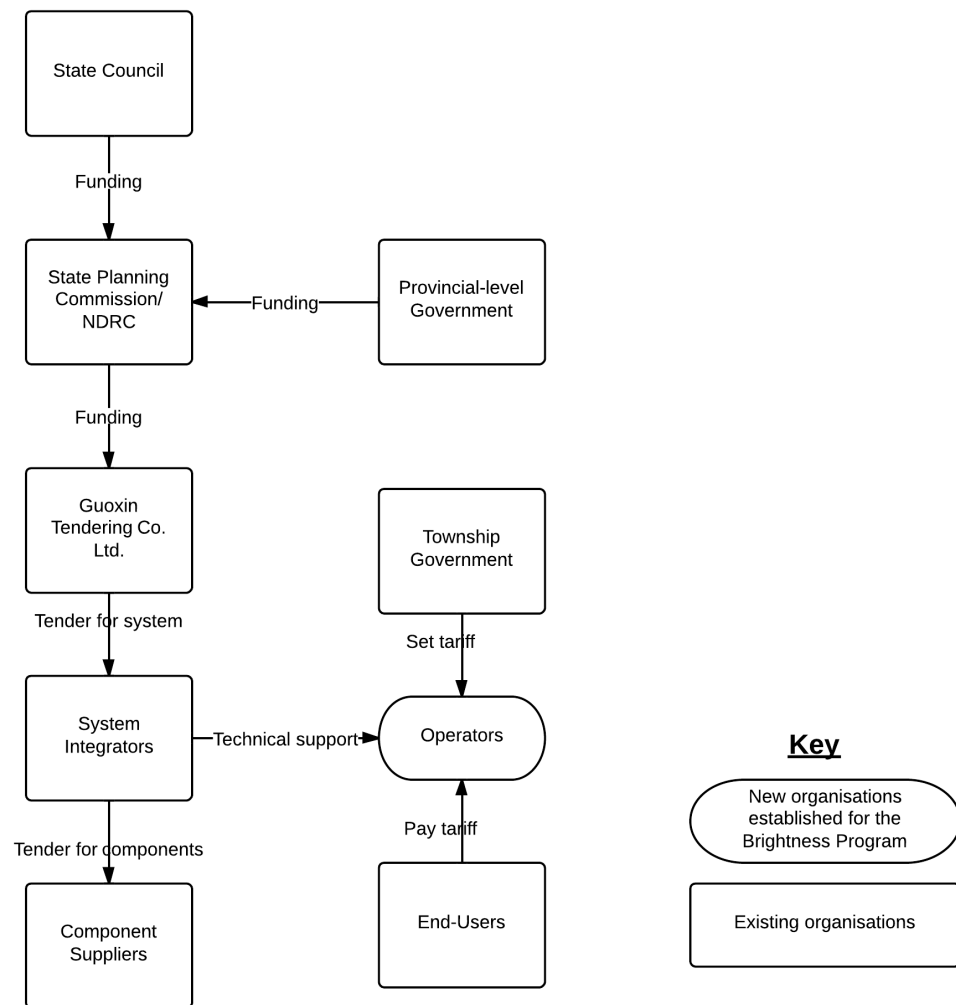 State Council
Funding
State Planning
Commission/
NDRC
Funding
Provincial-level
Government
Funding
Guoxin
Tendering Co.
Ltd.
Township
Government
Tender for system
Set tariff
System
Integrators
Technical support
Operators
Key
New organisations
established for the
Brightness Program
Pay tariff
Tender for components
Component
Suppliers
End-Users
Existing organisations